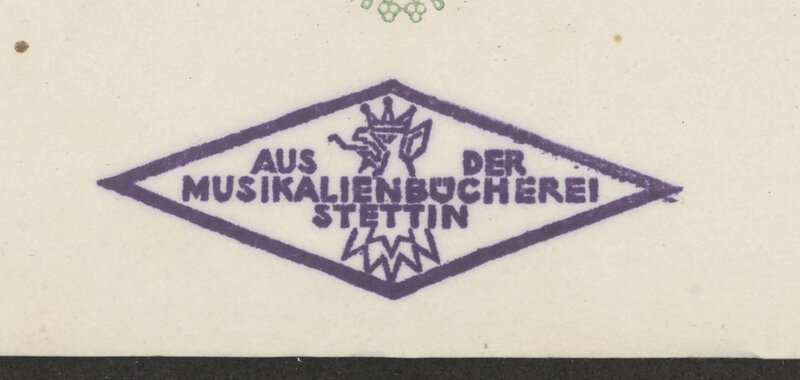 AUS DER
MUSIKALIENBÜCHEREI
STETTIN